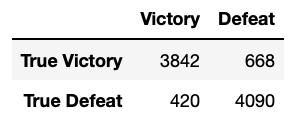 Victory Defeat
True Victory 3842 668
True Defeat 420 4090